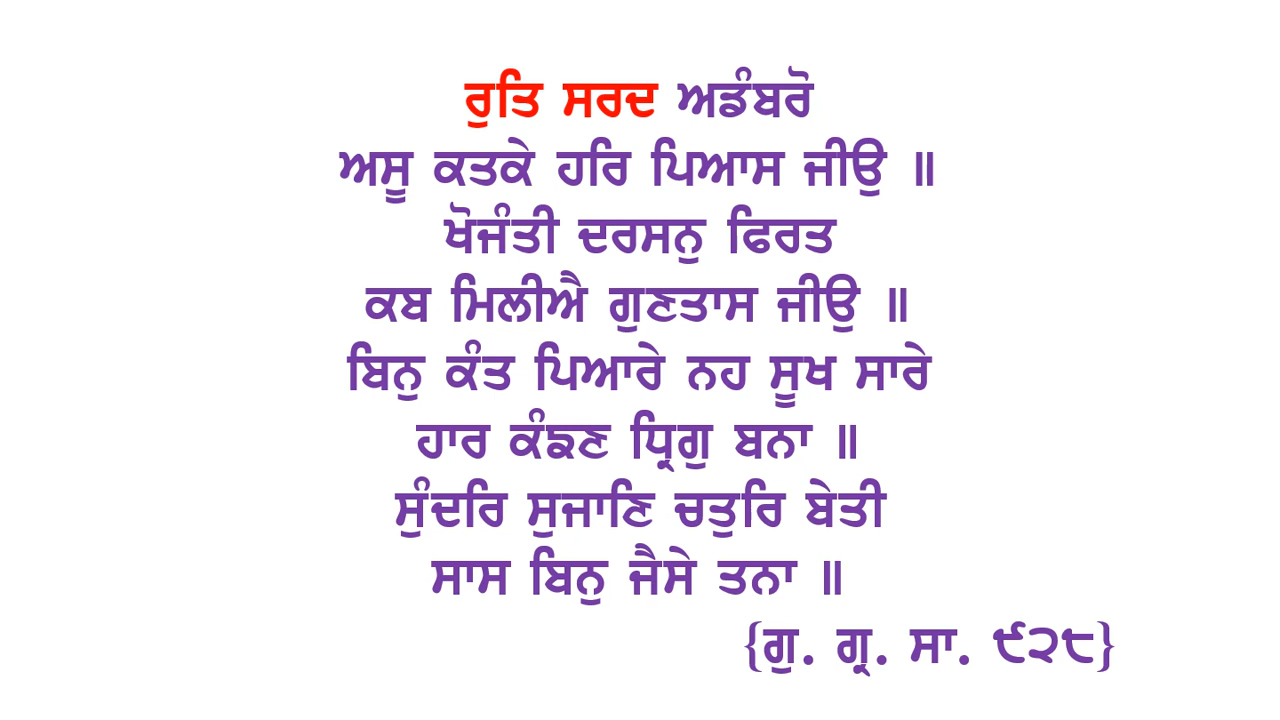 ਰੁਤਿ ਸਰਦ ਅਡੰਬਰੋ
ਅਸੂ ਕਤਕੇ ਹਰਿ ਪਿਆਸ ਜੀਉ ॥
ਖੋਜੰਤੀ ਦਰਸਨੁ ਫਿਰਤ
ਕਬ ਮਿਲੀਐ ਗੁਣਤਾਸ ਜੀਉ ॥
ਬਿਨੁ ਕੰਤ ਪਿਆਰੇ ਨਹ ਸੂਖ ਸਾਰੇ
ਹਾਰ ਕੰਙਣ ਧ੍ਰਿਗੁ ਬਨਾ ॥
ਸੁੰਦਰਿ ਸੁਜਾਣਿ ਚਤੁਰਿ ਬੇਤੀ
ਸਾਸ ਬਿਨੁ ਜੈਸੇ ਤਨਾ ॥
{ਗੁ. ਗ੍ਰ. ਸਾ. ੯੨੮}